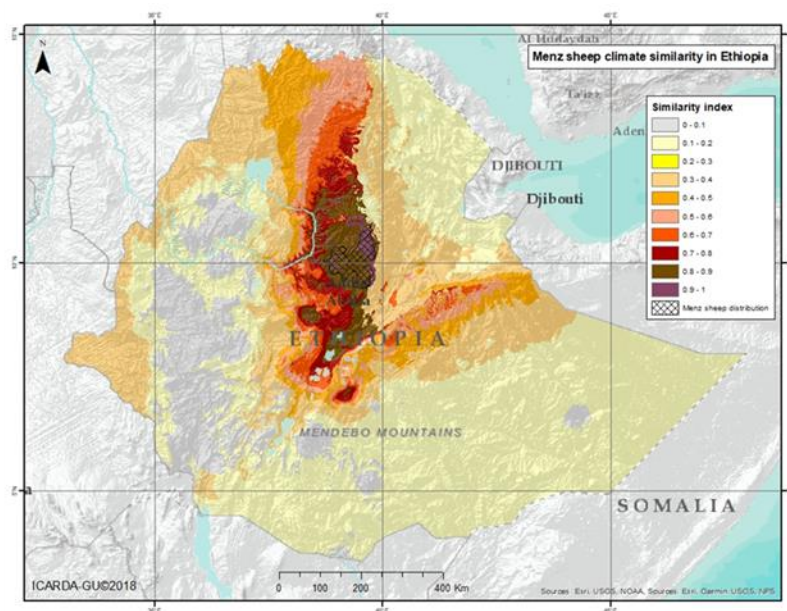 Menz sheep climate similarity in Ethiopia
N
Al Hudaydah
Ta'izz
Aden
Similarity index
0 - 0.1
0.1 - 0.2
0.2 - 0.3
0.3 - 0.4
0.4 - 0.5
0.5 - 0.6
0.6 - 0.7
0.7 - 0.8
0.8 - 0.9
0.9 - 1
Menz sheep distribution
DJIBOUTI
Djibouti
ETHIOPIA
MENDEBO MOUNTAINS
SOMALIA
ICARDA-GU©2018
0 100 200 400 Km
Sources: Esri, USGS, NOAA, Sources: Esri, Garmin, USGS, NPS